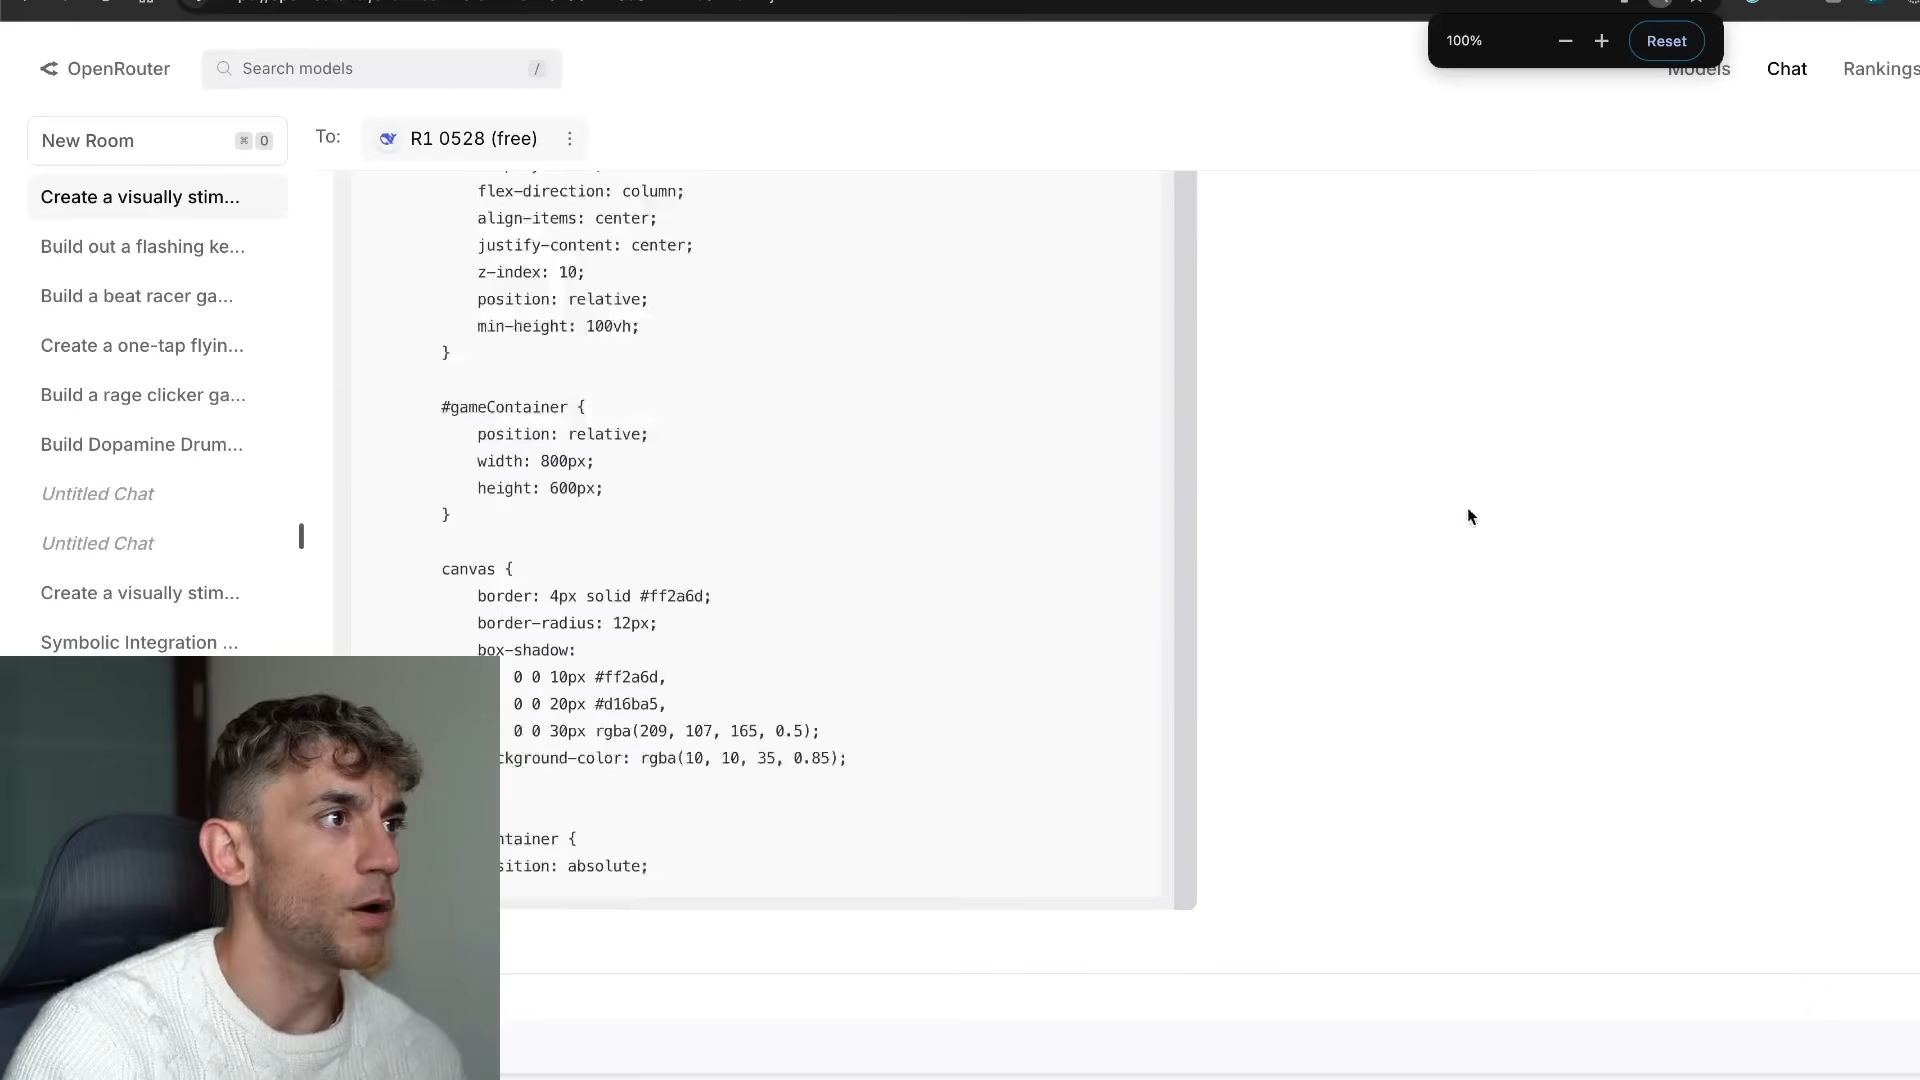 100%
Reset
OpenRouter
Search models
/
Models
Chat
Rankings
New Room
⌘ O
To:
R1 0528 (free)
Create a visually stim...
Build out a flashing ke...
Build a beat racer ga...
Create a one-tap flyin...
Build a rage clicker ga...
Build Dopamine Drum...
Untitled Chat
Untitled Chat
Create a visually stim...
Symbolic Integration ...
flex-direction: column;
align-items: center;
justify-content: center;
z-index: 10;
position: relative;
min-height: 100vh;
}
#gameContainer {
position: relative;
width: 800px;
height: 600px;
}
canvas {
border: 4px solid #ff2a6d;
border-radius: 12px;
box-shadow:
0 0 10px #ff2a6d,
0 0 20px #d16ba5,
0 0 30px rgba(209, 107, 165, 0.5);
ckground-color: rgba(10, 10, 35, 0.85);
ntainer {
sition: absolute;